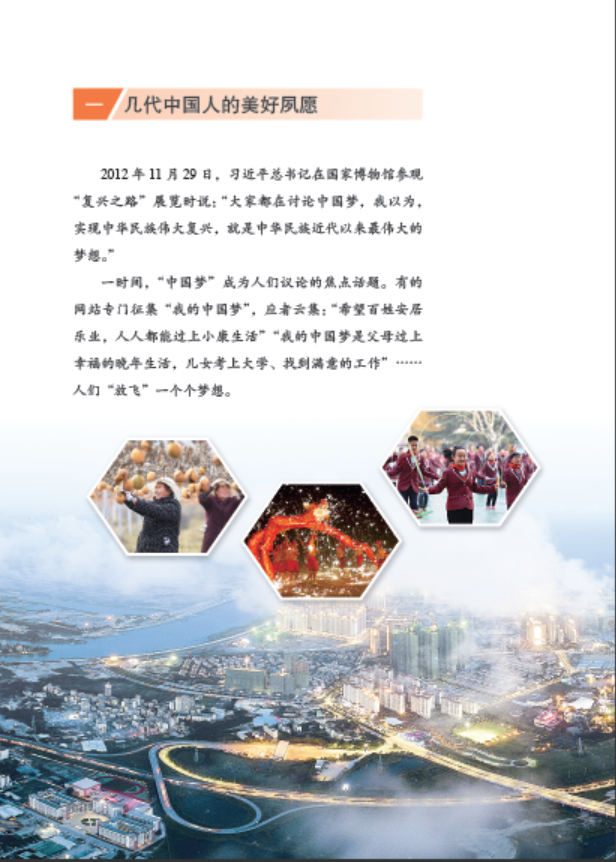 一 几代中国人的美好夙愿
2012 年 11 月 29 日，习近平总书记在国家博物馆参观
“复兴之路”展览时说：“大家都在讨论中国梦，我以为，
实现中华民族伟大复兴，就是中华民族近代以来最伟大的
梦想。”
一时间，“中国梦”成为人们议论的焦点话题。有的
网站专门征集“我的中国梦”，应者云集：“希望百姓安居
乐业，人人都能过上小康生活”“我的中国梦是父母过上
幸福的晚年生活，儿女考上大学、找到满意的工作”……
人们“放飞”一个个梦想。